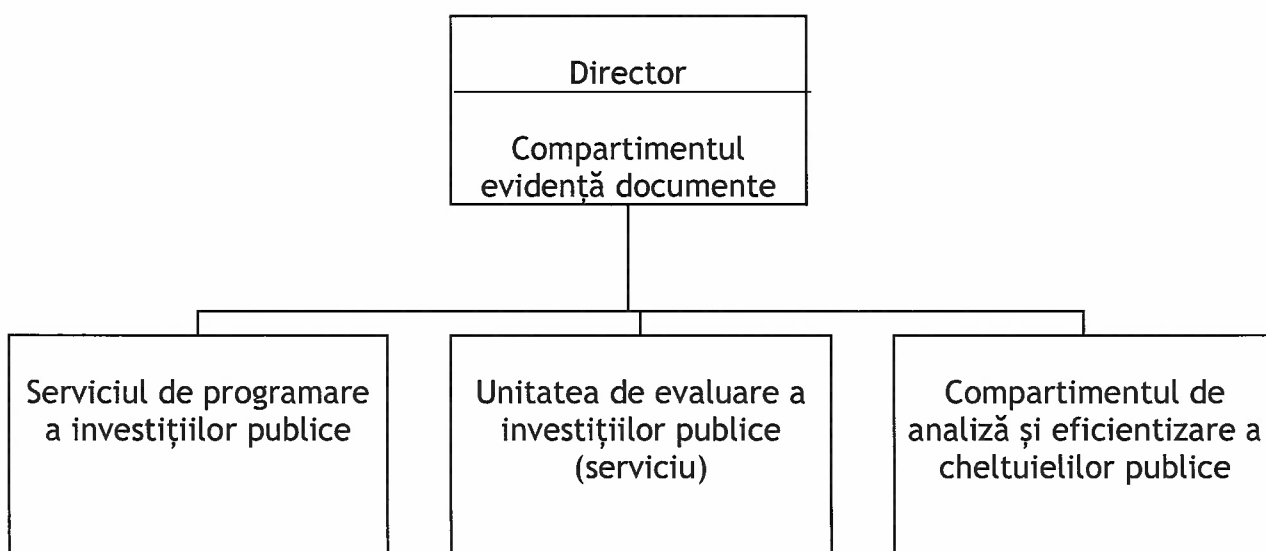 Director
Compartimentul
evidență documente
Serviciul de programare
a investițiilor publice
Unitatea de evaluare a
investițiilor publice
(serviciu)
Compartimentul de
analiză și eficientizare a
cheltuielilor publice